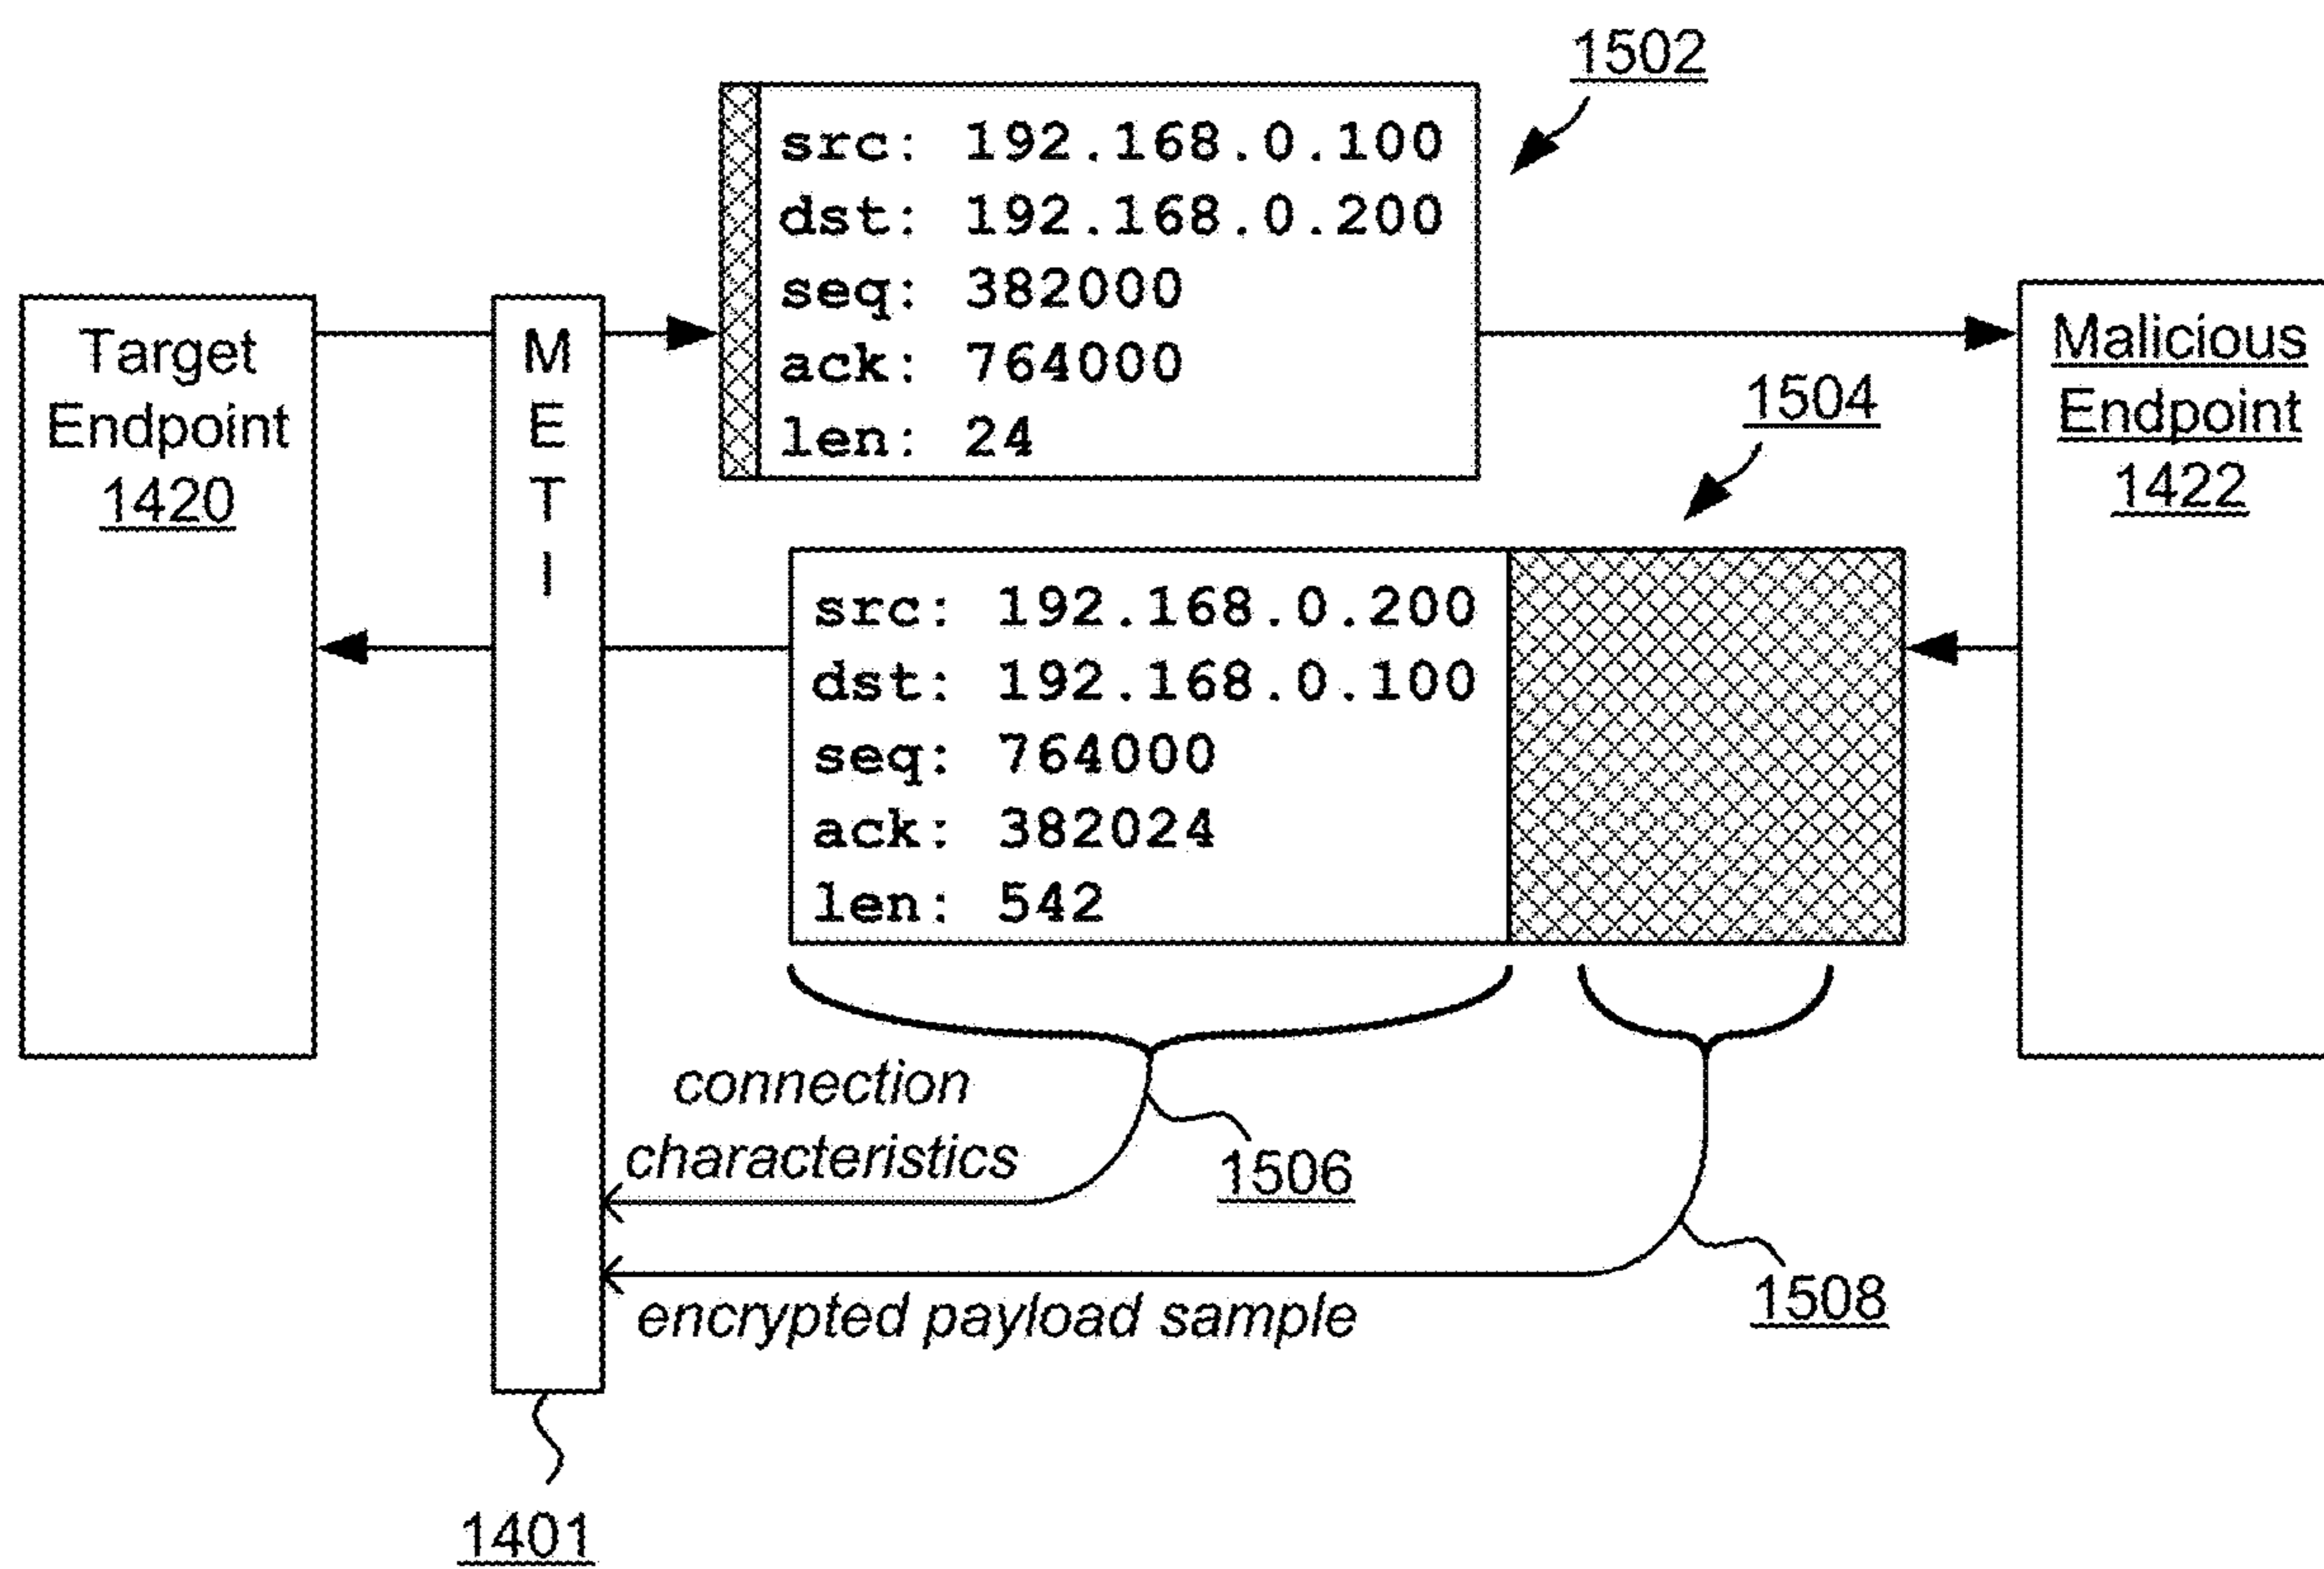 1502
src: 192.168.0.100
dst: 192.168.0.200
seq: 382000
ack: 764000
len: 24
Target
Endpoint
1420
M
E
T
I
Malicious
Endpoint
1422
1504
src: 192.168.0.200
dst: 192.168.0.100
seq: 764000
ack: 382024
len: 542
connection
characteristics
1506
encrypted payload sample
1508
1401